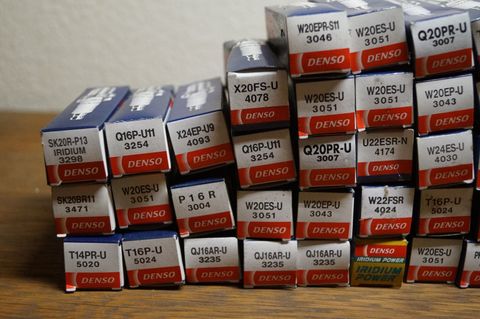 W20EPR-S11
3046
DENSO
W20ES-U
3051
DENSO
Q20PR-U
3007
DENSO
X20FS-U
4078
DENSO
W20ES-U
3051
DENSO
W20ES-U
3051
DENSO
W20EP-U
3043
DENSO
SK20R-P13
IRIDIUM
3298
DENSO
Q16P-U11
3254
DENSO
X24EP-U9
4093
DENSO
Q16P-U11
3254
DENSO
Q20PR-U
3007
DENSO
U22ESR-N
4174
DENSO
W24ES-U
4030
DENSO
SK20BR11
3471
DENSO
W20ES-U
3051
DENSO
P16R
3004
DENSO
W20ES-U
3051
DENSO
W20EP-U
3043
DENSO
W22FSR
4024
DENSO
T16P-U
5024
DENSO
T14PR-U
5020
DENSO
T16P-U
5024
DENSO
QJ16AR-U
3235
DENSO
QJ16AR-U
3235
DENSO
QJ16AR-U
3235
DENSO
DENSO
IRIDIUM POWER
IRIDIUM
POWER
W20ES-U
3051
DENSO